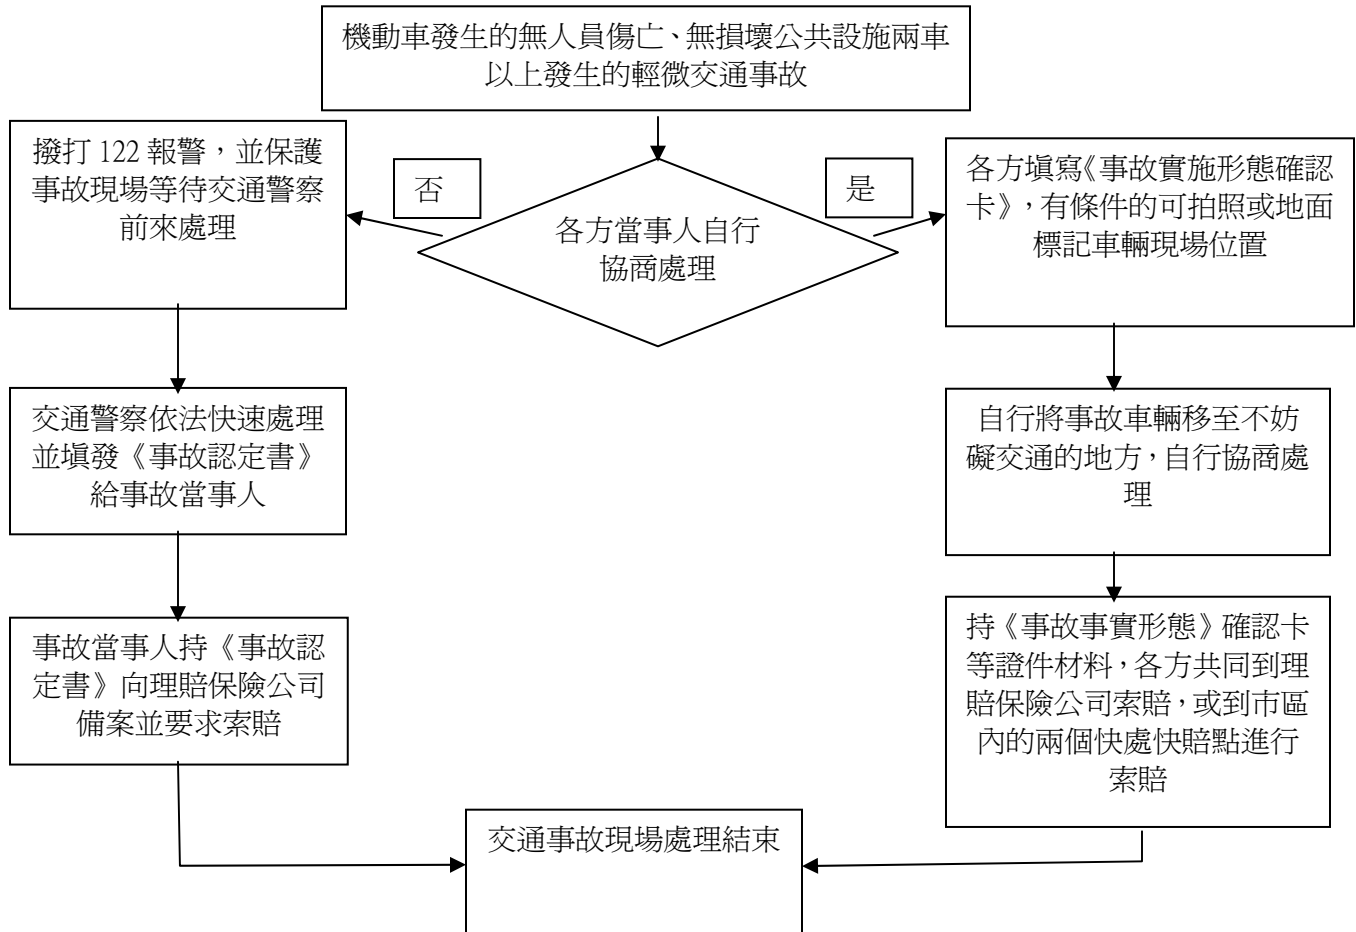 機動車發生的無人員傷亡、無損壞公共設施兩車
以上發生的輕微交通事故
撥打 122 報警，並保護
事故現場等待交通警察
前來處理
否
各方當事人自行
協商處理
是
各方填寫《事故實施形態確認
卡》，有條件的可拍照或地面
標記車輛現場位置
交通警察依法快速處理
並填發《事故認定書》
給事故當事人
自行將事故車輛移至不妨
礙交通的地方，自行協商處
理
事故當事人持《事故認
定書》向理賠保險公司
備案並要求索賠
持《事故事實形態》確認卡
等證件材料，各方共同到理
賠保險公司索賠，或到市區
內的兩個快處快賠點進行
索賠
交通事故現場處理結束